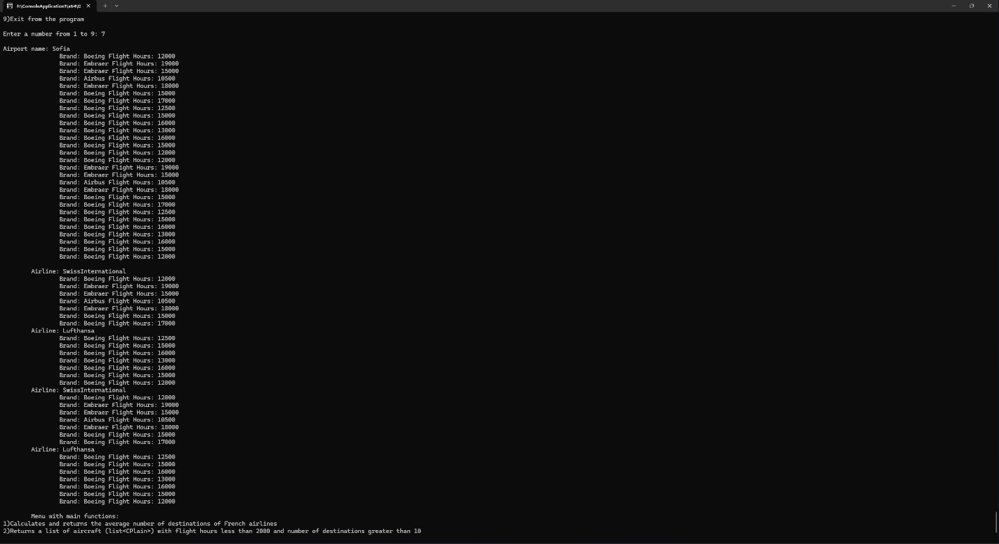 F:\ConsoleApplication1\x64\D
9)Exit from the program
Enter a number from 1 to 9: 7
Airport name: Sofia
Brand: Boeing Flight Hours: 12000
Brand: Embraer Flight Hours: 19000
Brand: Embraer Flight Hours: 15000
Brand: Airbus Flight Hours: 10500
Brand: Embraer Flight Hours: 18000
Brand: Boeing Flight Hours: 15000
Brand: Boeing Flight Hours: 17000
Brand: Boeing Flight Hours: 12500
Brand: Boeing Flight Hours: 15000
Brand: Boeing Flight Hours: 16000
Brand: Boeing Flight Hours: 13000
Brand: Boeing Flight Hours: 16000
Brand: Boeing Flight Hours: 15000
Brand: Boeing Flight Hours: 12000
Brand: Boeing Flight Hours: 12000
Brand: Embraer Flight Hours: 19000
Brand: Embraer Flight Hours: 15000
Brand: Airbus Flight Hours: 10500
Brand: Embraer Flight Hours: 18000
Brand: Boeing Flight Hours: 15000
Brand: Boeing Flight Hours: 17000
Brand: Boeing Flight Hours: 12500
Brand: Boeing Flight Hours: 15000
Brand: Boeing Flight Hours: 16000
Brand: Boeing Flight Hours: 13000
Brand: Boeing Flight Hours: 16000
Brand: Boeing Flight Hours: 15000
Brand: Boeing Flight Hours: 12000
Airline: SwissInternational
Brand: Boeing Flight Hours: 12000
Brand: Embraer Flight Hours: 19000
Brand: Embraer Flight Hours: 15000
Brand: Airbus Flight Hours: 10500
Brand: Embraer Flight Hours: 18000
Brand: Boeing Flight Hours: 15000
Brand: Boeing Flight Hours: 17000
Airline: Lufthansa
Brand: Boeing Flight Hours: 12500
Brand: Boeing Flight Hours: 15000
Brand: Boeing Flight Hours: 16000
Brand: Boeing Flight Hours: 13000
Brand: Boeing Flight Hours: 16000
Brand: Boeing Flight Hours: 15000
Brand: Boeing Flight Hours: 12000
Airline: SwissInternational
Brand: Boeing Flight Hours: 12000
Brand: Embraer Flight Hours: 19000
Brand: Embraer Flight Hours: 15000
Brand: Airbus Flight Hours: 10500
Brand: Embraer Flight Hours: 18000
Brand: Boeing Flight Hours: 15000
Brand: Boeing Flight Hours: 17000
Airline: Lufthansa
Brand: Boeing Flight Hours: 12500
Brand: Boeing Flight Hours: 15000
Brand: Boeing Flight Hours: 16000
Brand: Boeing Flight Hours: 13000
Brand: Boeing Flight Hours: 16000
Brand: Boeing Flight Hours: 15000
Brand: Boeing Flight Hours: 12000
Menu with main functions:
1)Calculates and returns the average number of destinations of French airlines
2)Returns a list of aircraft (list<CPlain>) with flight hours less than 2000 and number of destinations greater than 10